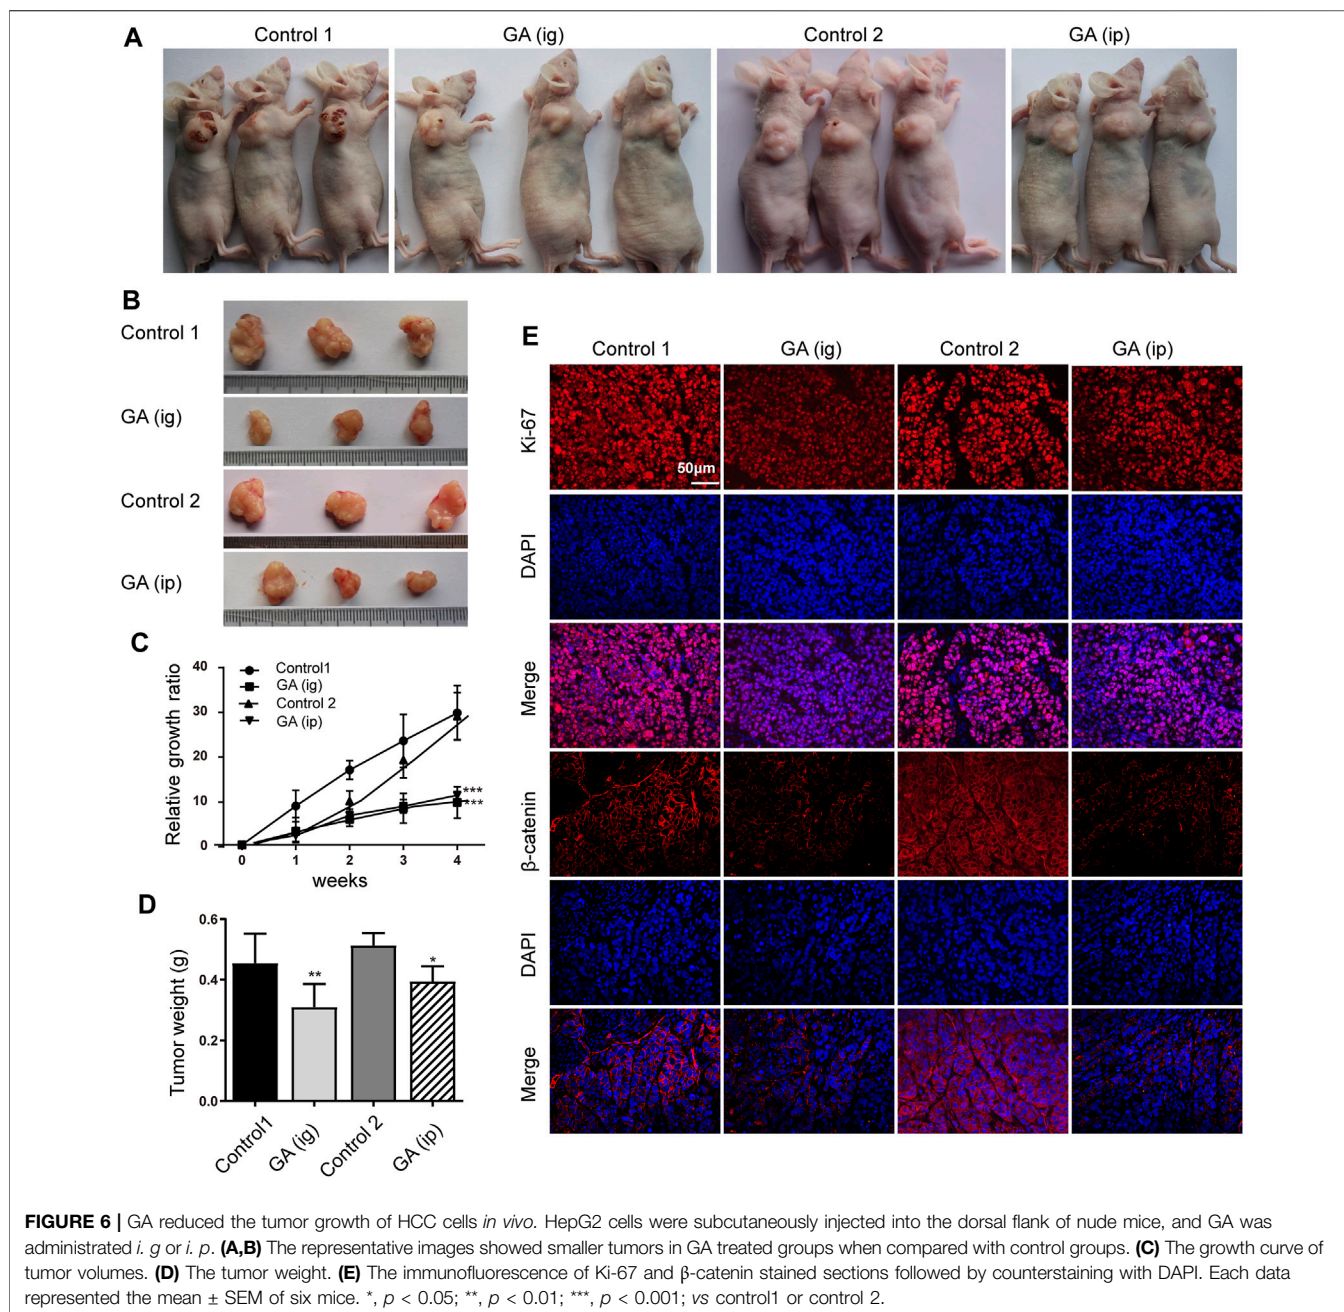 A
Control 1
GA (ig)
Control 2
GA (ip)
B
Control 1
GA (ig)
Control 2
GA (ip)
C
Relative growth ratio
40
30
20
10
0
Control1
GA (ig)
Control 2
GA (ip)
***
***
0 1 2 3 4
weeks
D
Tumor weight (g)
0.6
0.4
0.2
0.0
**
*
Control1
GA (ig)
Control 2
GA (ip)
E
Control 1
GA (ig)
Control 2
GA (ip)
Ki-67
50μm
DAPI
Merge
β-catenin
DAPI
Merge
FIGURE 6 | GA reduced the tumor growth of HCC cells in vivo. HepG2 cells were subcutaneously injected into the dorsal flank of nude mice, and GA was
administrated i. g or i. p. (A,B) The representative images showed smaller tumors in GA treated groups when compared with control groups. (C) The growth curve of
tumor volumes. (D) The tumor weight. (E) The immunofluorescence of Ki-67 and β-catenin stained sections followed by counterstaining with DAPI. Each data
represented the mean ± SEM of six mice. *, p < 0.05; **, p < 0.01; ***, p < 0.001; vs control1 or control 2.